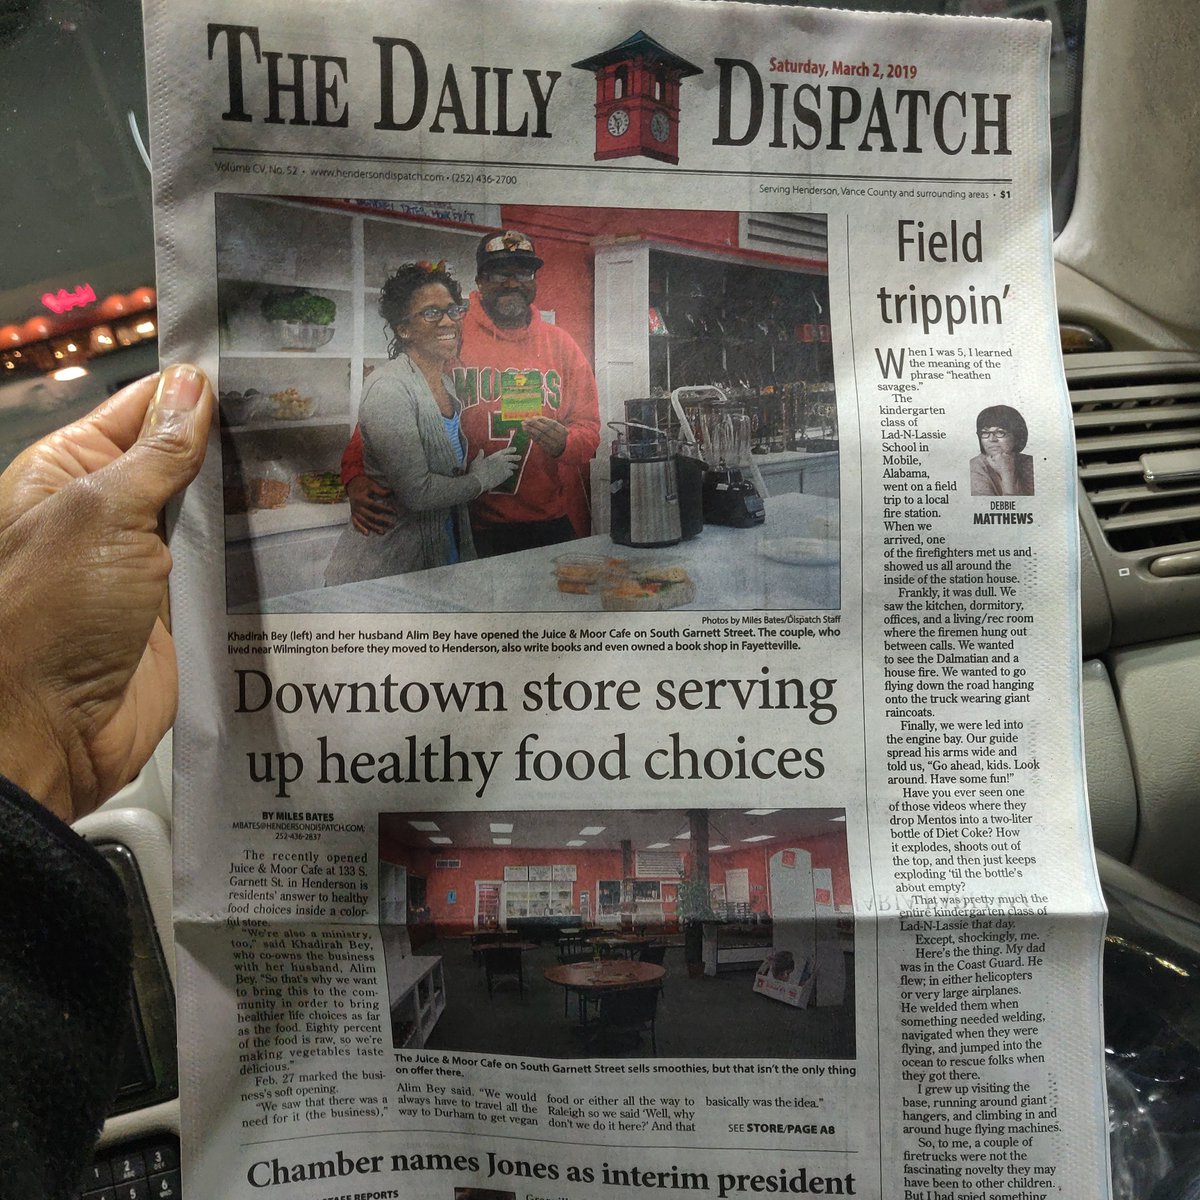 THE DAILY DISPATCH
Saturday, March 2, 2019
Volume CV, No. 52 • www.hendersondispatch.com • (252) 436-2700
Serving Henderson, Vance County and surrounding areas • $1
MOORS
7
Photos by Miles Bates/Dispatch Staff
Khadirah Bey (left) and her husband Alim Bey have opened the Juice & Moor Cafe on South Garnett Street. The couple, who
lived near Wilmington before they moved to Henderson, also write books and even owned a book shop in Fayetteville.
Downtown store serving
up healthy food choices
BY MILES BATES
MBATES@HENDERSONDISPATCH.COM;
252-436-2837
The recently opened
Juice & Moor Cafe at 133 S.
Garnett St. in Henderson is
residents' answer to healthy
food choices inside a color-
ful store.
"We're also a ministry,
too," said Khadirah Bey,
who co-owns the business
with her husband, Alim
Bey. "So that's why we want
to bring this to the com-
munity in order to bring
healthier life choices as far
as the food. Eighty percent
of the food is raw, so we're
making vegetables taste
delicious."
Feb. 27 marked the busi-
ness's soft opening.
"We saw that there was a
need for it (the business),"
The Juice & Moor Cafe on South Garnett Street sells smoothies, but that isn't the only thing
on offer there.
Alim Bey said. "We would
always have to travel all the
way to Durham to get vegan
food or either all the way to
Raleigh so we said 'Well, why
don't we do it here?' And that
basically was the idea."
SEE STORE/PAGE A8
Chamber names Jones as interim president
STAFF REPORTS
Field
trippin'
When I was 5, I learned
the meaning of the
phrase "heathen
savages."
The
kindergarten
class of
Lad-N-Lassie
School in
Mobile,
Alabama,
went on a field
trip to a local
fire station.
When we
arrived, one
of the firefighters met us and
showed us all around the
inside of the station house.
DEBBIE
MATTHEWS
Frankly, it was dull. We
saw the kitchen, dormitory,
offices, and a living/rec room
where the firemen hung out
between calls. We wanted
to see the Dalmatian and a
house fire. We wanted to go
flying down the road hanging
onto the truck wearing giant
raincoats.
Finally, we were led into
the engine bay. Our guide
spread his arms wide and
told us, "Go ahead, kids. Look
around. Have some fun!"
Have you ever seen one
of those videos where they
drop Mentos into a two-liter
bottle of Diet Coke? How
it explodes, shoots out of
the top, and then just keeps
exploding 'til the bottle's
about empty?
That was pretty much the
entire kindergarten class of
Lad-N-Lassie that day.
Except, shockingly, me.
Here's the thing. My dad
was in the Coast Guard. He
flew; in either helicopters
or very large airplanes.
He welded them when
something needed welding,
navigated when they were
flying, and jumped into the
ocean to rescue folks when
they got there.
I grew up visiting the
base, running around giant
hangers, and climbing in and
around huge flying machines.
So, to me, a couple of
firetrucks were not the
fascinating novelty they may
have been to other children.
But I had spied something
1
2
3
5
6